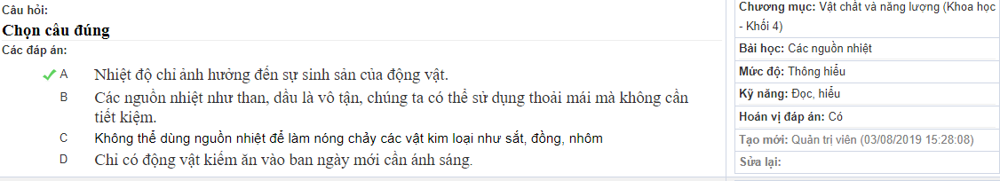 Câu hỏi:
Chọn câu đúng
Các đáp án:
A Nhiệt độ chỉ ảnh hưởng đến sự sinh sản của động vật.
B Các nguồn nhiệt như than, dầu là vô tận, chúng ta có thể sử dụng thoải mái mà không cần
tiết kiệm.
C Không thể dùng nguồn nhiệt để làm nóng chảy các vật kim loại như sắt, đồng, nhôm
D Chỉ có động vật kiếm ăn vào ban ngày mới cần ánh sáng.
Chương mục: Vật chất và năng lượng (Khoa học
- Khối 4)
Bài học: Các nguồn nhiệt
Mức độ: Thông hiểu
Kỹ năng: Đọc, hiểu
Hoán vị đáp án: Có
Tạo mới: Quản trị viên (03/08/2019 15:28:08)
Sửa lại: